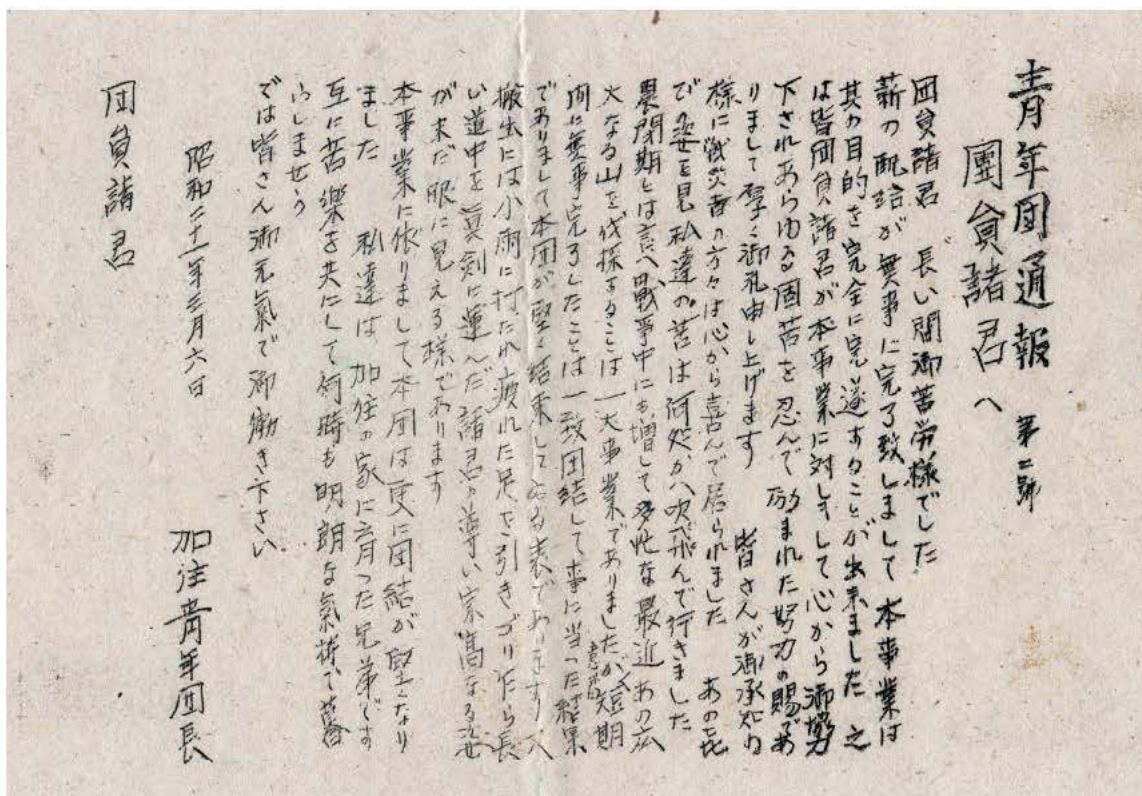 青年団通報　第二号
團員諸君へ
団員諸君　長い間御苦労様でした
薪の配給が無事に完了致しまして本事業は
其の目的を完全に完遂することが出来ました　之
は皆団員諸君が本事業に対しまして心から御協力
下されあらゆる困苦を忍んで励まれた努力の賜であ
りまして厚く御礼申し上げます　皆さんが御承知の
様に戦災者の方々は心から喜んで居られました　あの
で姿を見私達の苦は何処かへ吹飛んで行きました
農閑期とは言へ戦争中にも増して多忙な最近あの広
大なる山を伐採することは一大事業でありましたが短期
間に無事完了したことは一致団結して事に当った結果
でありまして本団が堅く結束してゐる表であります
搬出には小雨に打たれ疲れた足で引きずり乍ら長
い道中を真剣に運んだ諸君の尊い崇高なる姿
が未だ眼に見える様であります
本事業に依りまして本団は更に団結が堅くなり
ました　私達は加住の家に育った兄弟です
互に苦樂を共にして何時も明朗な氣持で暮
らしませう
では皆さん御元氣で御働き下さい
昭和二十一年三月六日
加住青年団長
団員諸君